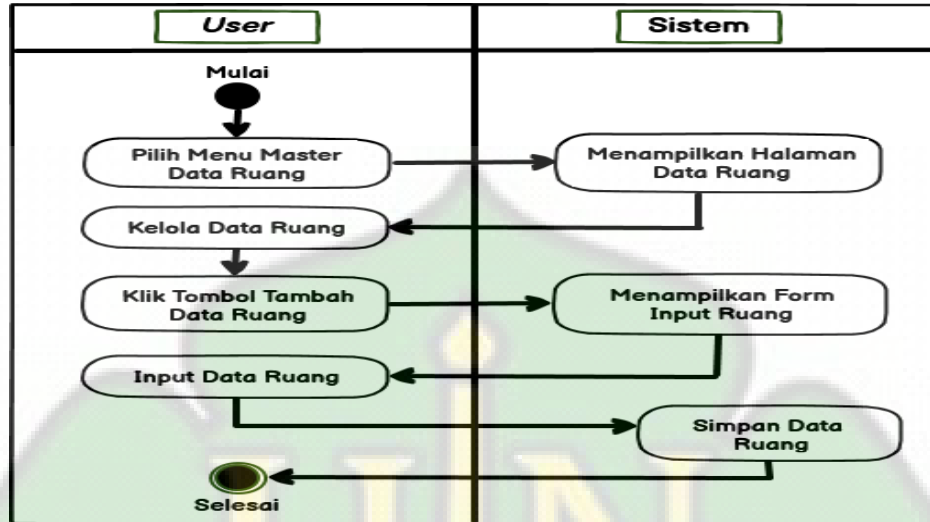 User
Sistem
Mulai
Pilih Menu Master
Data Ruang
Menampilkan Halaman
Data Ruang
Kelola Data Ruang
Klik Tombol Tambah
Data Ruang
Menampilkan Form
Input Ruang
Input Data Ruang
Simpan Data
Ruang
Selesai
UIN